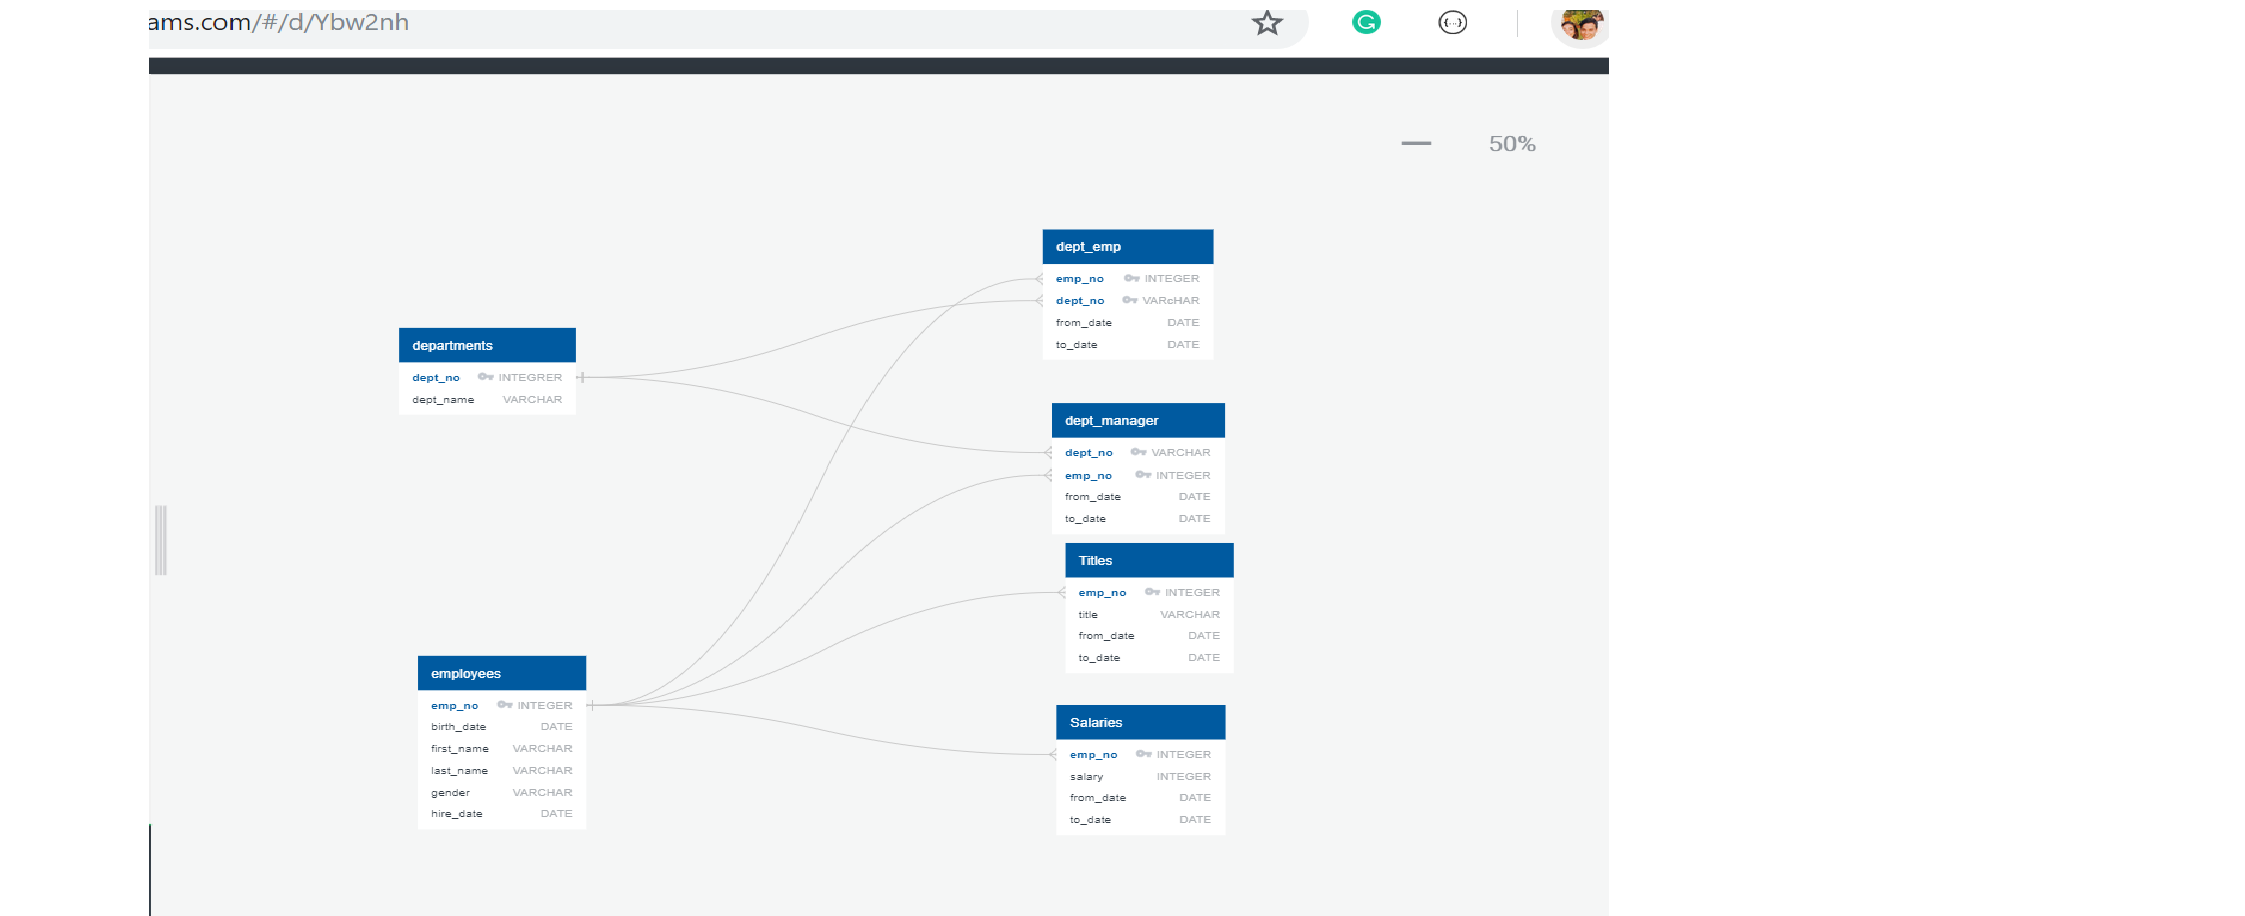 ams.com/#/d/Ybw2nh
G
{...}
50%
dept_emp
emp_no INTEGER
dept_no VARcHAR
from_date DATE
to_date DATE
departments
dept_no INTEGRER
dept_name VARCHAR
dept_manager
dept_no VARCHAR
emp_no INTEGER
from_date DATE
to_date DATE
Titles
emp_no INTEGER
title VARCHAR
from_date DATE
to_date DATE
employees
emp_no INTEGER
birth_date DATE
first_name VARCHAR
last_name VARCHAR
gender VARCHAR
hire_date DATE
Salaries
emp_no INTEGER
salary INTEGER
from_date DATE
to_date DATE